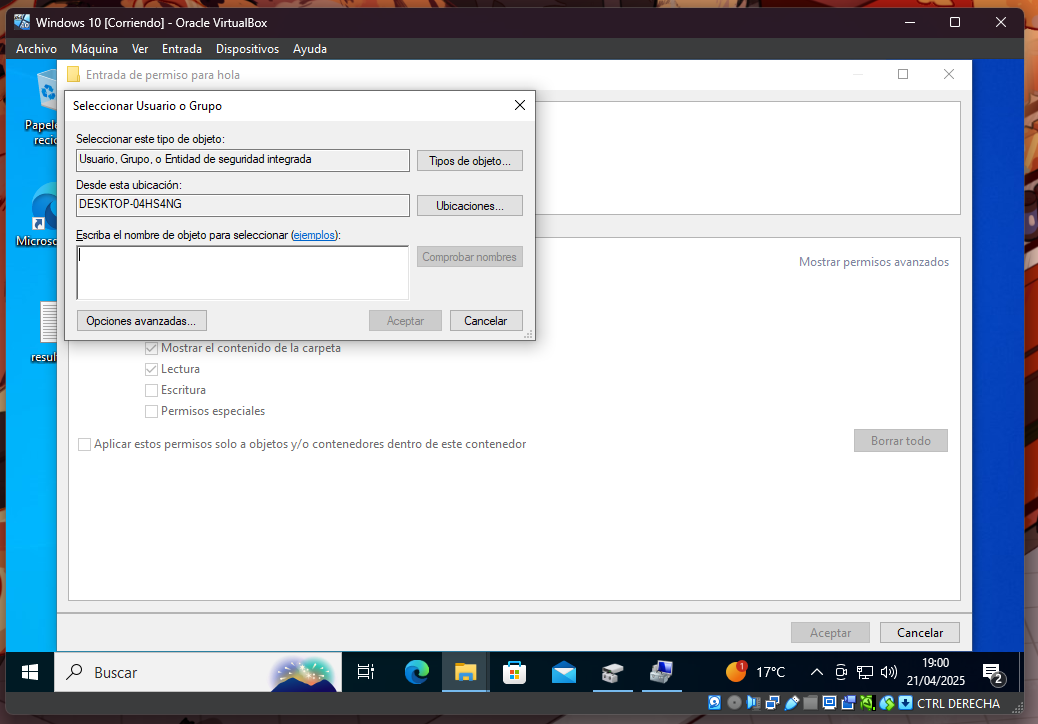 Windows 10 [Corriendo] - Oracle VirtualBox
Archivo Máquina Ver Entrada Dispositivos Ayuda
Entrada de permiso para hola
Seleccionar Usuario o Grupo
Seleccionar este tipo de objeto:
Usuario, Grupo, o Entidad de seguridad integrada
Tipos de objeto...
Desde esta ubicación:
DESKTOP-04HS4NG
Ubicaciones...
Escriba el nombre de objeto para seleccionar (ejemplos):
Comprobar nombres
Opciones avanzadas...
Aceptar
Cancelar
Papele
recic
Microso
result
Mostrar permisos avanzados
Mostrar el contenido de la carpeta
Lectura
Escritura
Permisos especiales
Aplicar estos permisos solo a objetos y/o contenedores dentro de este contenedor
Borrar todo
Aceptar
Cancelar
Buscar
1
17°C
19:00
21/04/2025
2
CTRL DERECHA